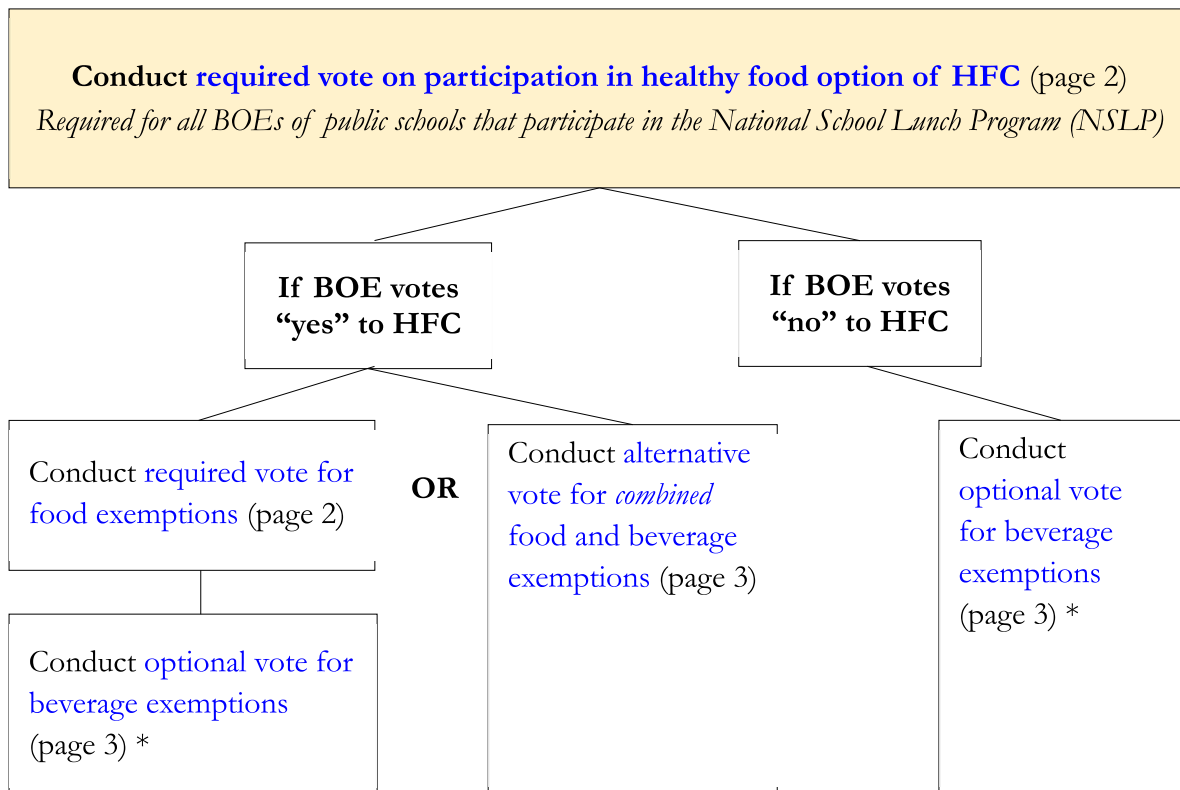 Conduct required vote on participation in healthy food option of HFC (page 2)
Required for all BOEs of public schools that participate in the National School Lunch Program (NSLP)
If BOE votes
“yes” to HFC
If BOE votes
“no” to HFC
Conduct required vote for
food exemptions (page 2)
OR
Conduct alternative
vote for combined
food and beverage
exemptions (page 3)
Conduct
optional vote
for beverage
exemptions
(page 3) *
Conduct optional vote for
beverage exemptions
(page 3) *